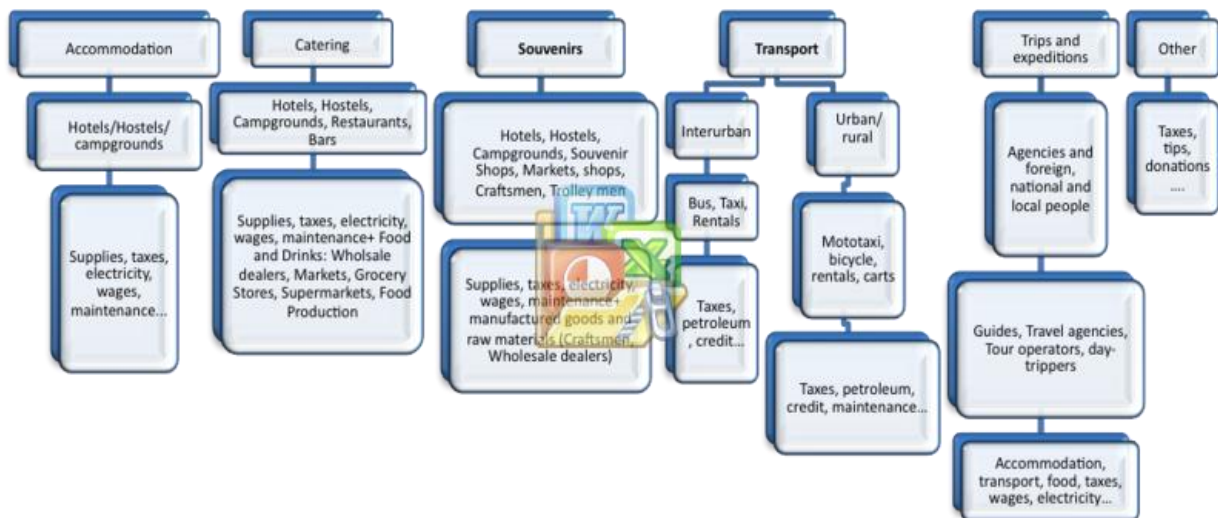 Accommodation
Hotels/Hostels/
campgrounds
Supplies, taxes,
electricity,
wages,
maintenance...
Catering
Hotels, Hostels,
Campgrounds, Restaurants,
Bars
Supplies, taxes, electricity,
wages, maintenance+ Food
and Drinks: Wholsale
dealers, Markets, Grocery
Stores, Supermarkets, Food
Production
Souvenirs
Hotels, Hostels,
Campgrounds, Souvenir
Shops, Markets, shops,
Craftsmen, Trolley men
Supplies, taxes, electricity,
wages, maintenance+
manufactured goods and
raw materials (Craftsmen,
Wholesale dealers)
Transport
Interurban
Bus, Taxi,
Rentals
Taxes,
petroleum
, credit...
Urban/
rural
Mototaxi,
bicycle,
rentals, carts
Taxes, petroleum,
credit, maintenance...
Trips and
expeditions
Agencies and
foreign,
national and
local people
Guides, Travel agencies,
Tour operators, day-
trippers
Accommodation,
transport, food, taxes,
wages, electricity...
Other
Taxes,
tips,
donations
....